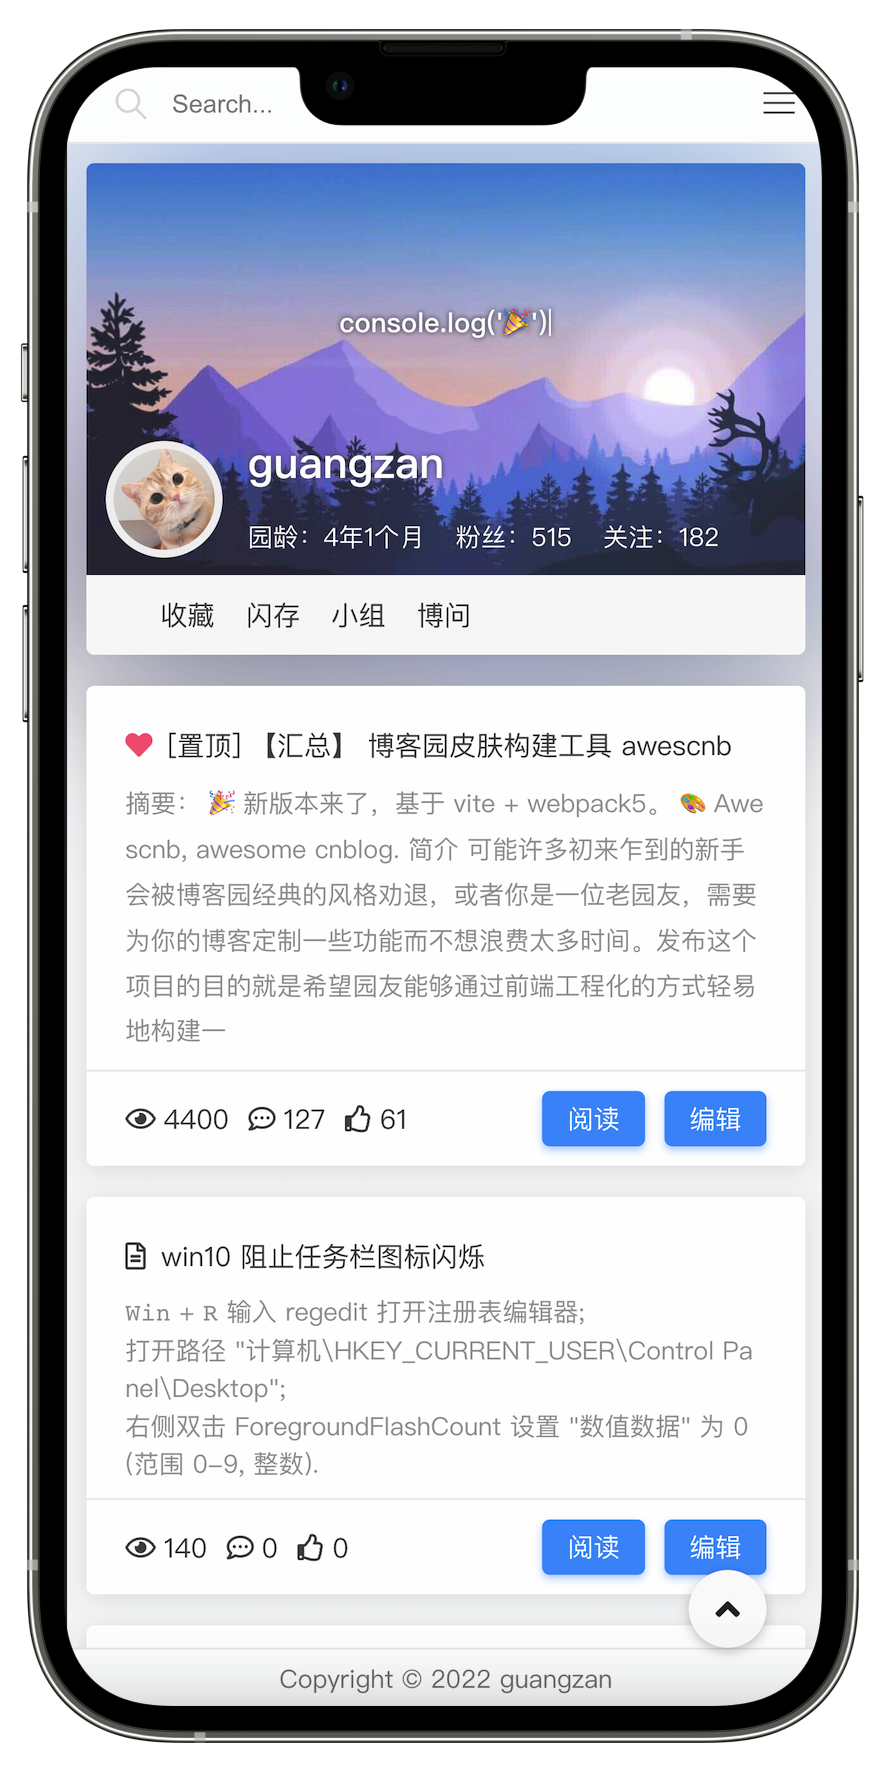 Search...
console.log('🎉')|
guangzan
园龄：4年1个月 粉丝：515 关注：182
收藏 闪存 小组 博问
[置顶] 【汇总】 博客园皮肤构建工具 awescnb
摘要： 🎉 新版本来了，基于 vite + webpack5。 🎨 Awe
scnb, awesome cnblog. 简介 可能许多初来乍到的新手
会被博客园经典的风格劝退，或者你是一位老园友，需要
为你的博客定制一些功能而不想浪费太多时间。发布这个
项目的目的就是希望园友能够通过前端工程化的方式轻易
地构建一
4400 127 61 阅读 编辑
win10 阻止任务栏图标闪烁
Win + R 输入 regedit 打开注册表编辑器;
打开路径 "计算机\HKEY_CURRENT_USER\Control Pa
nel\Desktop";
右侧双击 ForegroundFlashCount 设置 "数值数据" 为 0
(范围 0-9, 整数).
140 0 0 阅读 编辑
Copyright © 2022 guangzan